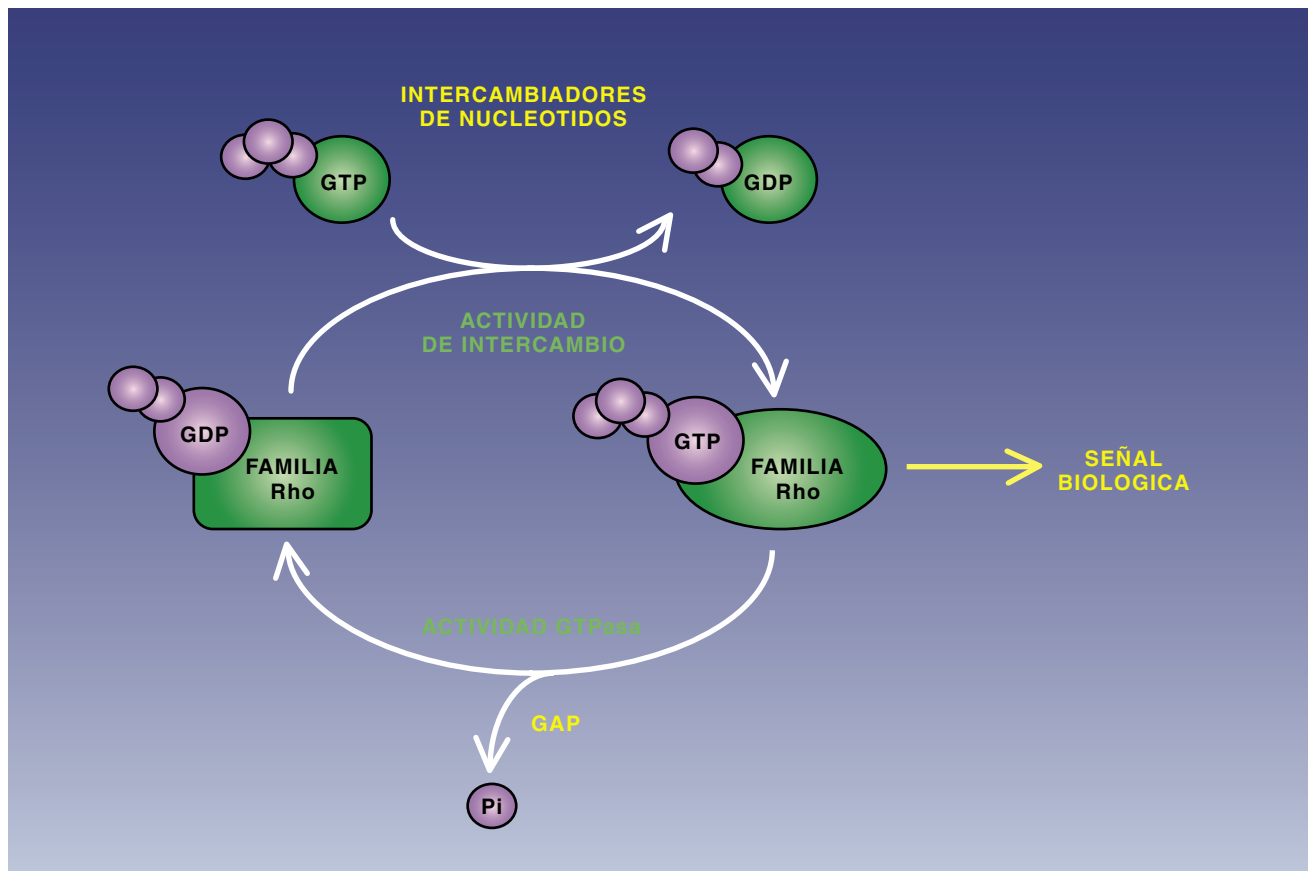 INTERCAMBIADORES
DE NUCLEOTIDOS
GTP
GDP
ACTIVIDAD
DE INTERCAMBIO
GDP
FAMILIA
Rho
GTP
FAMILIA
Rho
SEÑAL
BIOLOGICA
ACTIVIDAD GTPasa
GAP
Pi